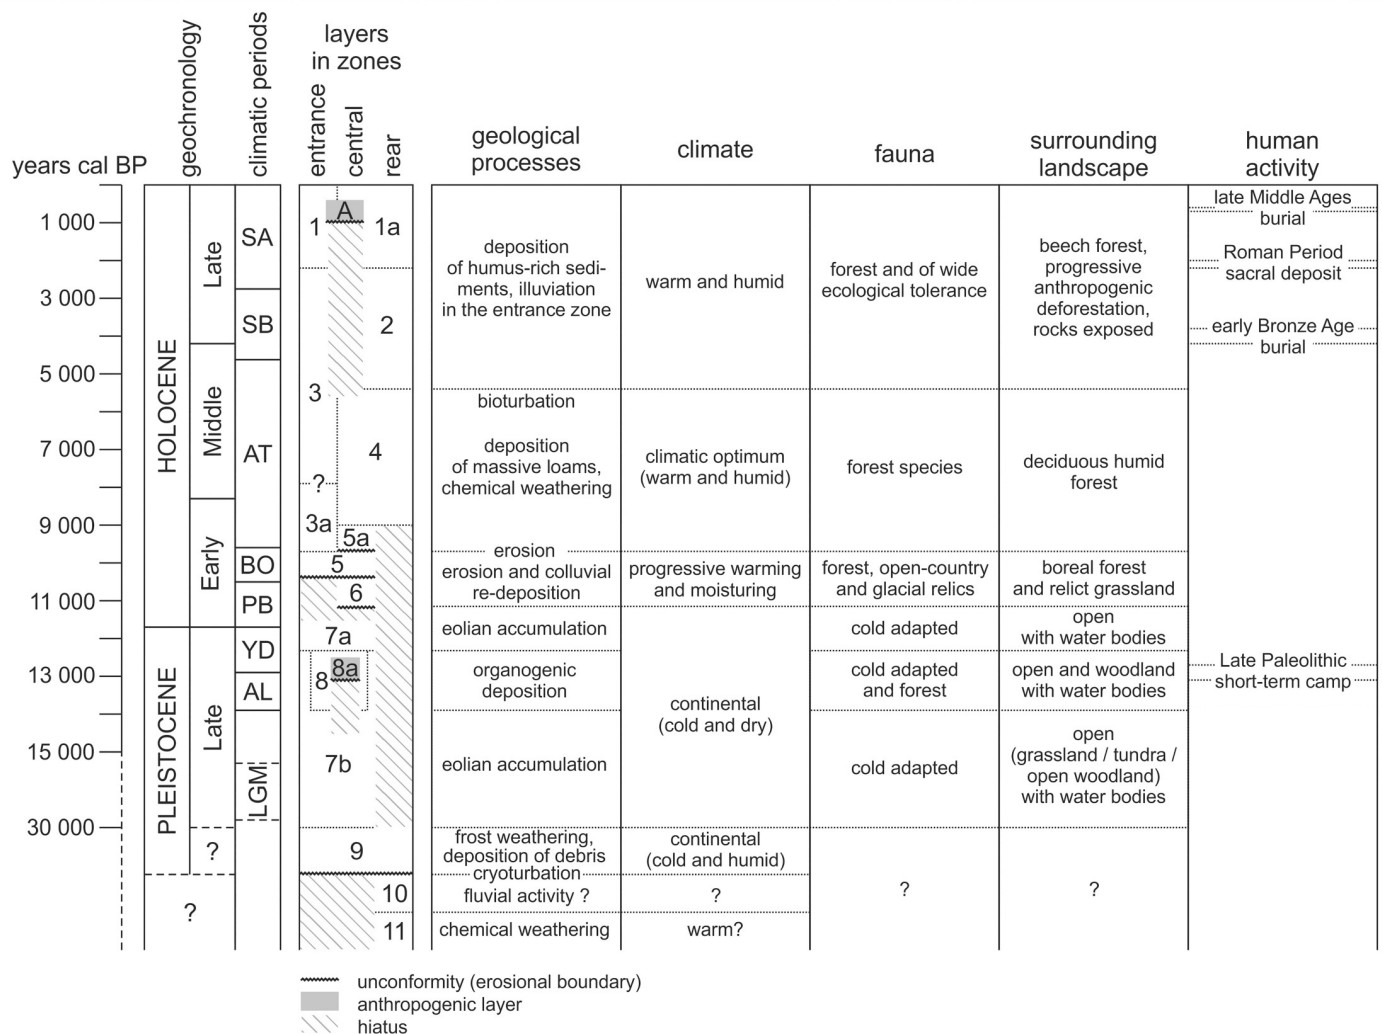 layers
in zones
geochronology
climatic periods
entrance
central
rear
years cal BP
geological
processes
climate
fauna
surrounding
landscape
human
activity
1 000
3 000
5 000
7 000
9 000
11 000
13 000
15 000
30 000
HOLOCENE
PLEISTOCENE
?
Late
Middle
Early
Late
?
SA
SB
AT
BO
PB
YD
AL
LGM
A
1
1a
2
3
4
?
3a
5a
5
6
7a
8a
8
7b
9
10
11
deposition
of humus-rich sedi-
ments, illuviation
in the entrance zone
bioturbation
deposition
of massive loams,
chemical weathering
erosion
erosion and colluvial
re-deposition
eolian accumulation
organogenic
deposition
eolian accumulation
frost weathering,
deposition of debris
cryoturbation
fluvial activity ?
chemical weathering
warm and humid
climatic optimum
(warm and humid)
progressive warming
and moisturing
continental
(cold and dry)
continental
(cold and humid)
?
warm?
forest and of wide
ecological tolerance
forest species
forest, open-country
and glacial relics
cold adapted
cold adapted
and forest
cold adapted
?
beech forest,
progressive
anthropogenic
deforestation,
rocks exposed
deciduous humid
forest
boreal forest
and relict grassland
open
with water bodies
open and woodland
with water bodies
open
(grassland / tundra /
open woodland)
with water bodies
?
late Middle Ages
burial
Roman Period
sacral deposit
early Bronze Age
burial
Late Paleolithic
short-term camp
unconformity (erosional boundary)
anthropogenic layer
hiatus